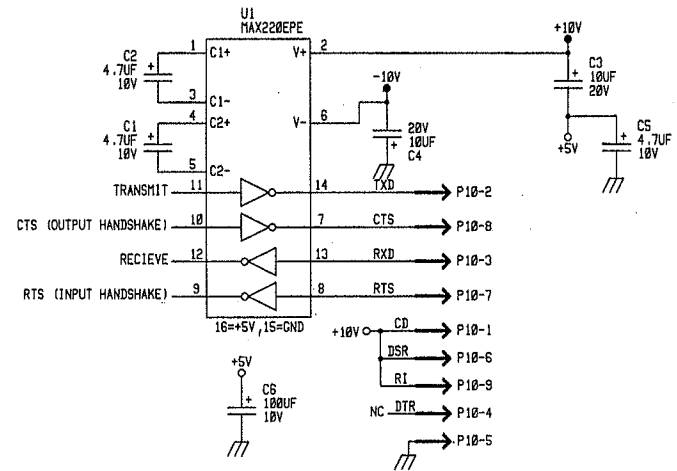 U1
MAX220EPE
1 C1+ V+ 2 +10V
C2
4.7UF
10V
+
3 C1-
-10V
C3
10UF
20V
+
4 C2+ V- 6
C1
4.7UF
10V
+
5 C2-
20V
10UF
C4
+
+5V
C5
4.7UF
10V
+
TRANSMIT 11 14 TXD P10-2
CTS (OUTPUT HANDSHAKE) 10 7 CTS P10-8
RECIEVE 12 13 RXD P10-3
RTS (INPUT HANDSHAKE) 9 8 RTS P10-7
16=+5V,15=GND
+10V CD P10-1
DSR P10-6
RI P10-9
NC DTR P10-4
P10-5
+5V
C6
100UF
10V
+